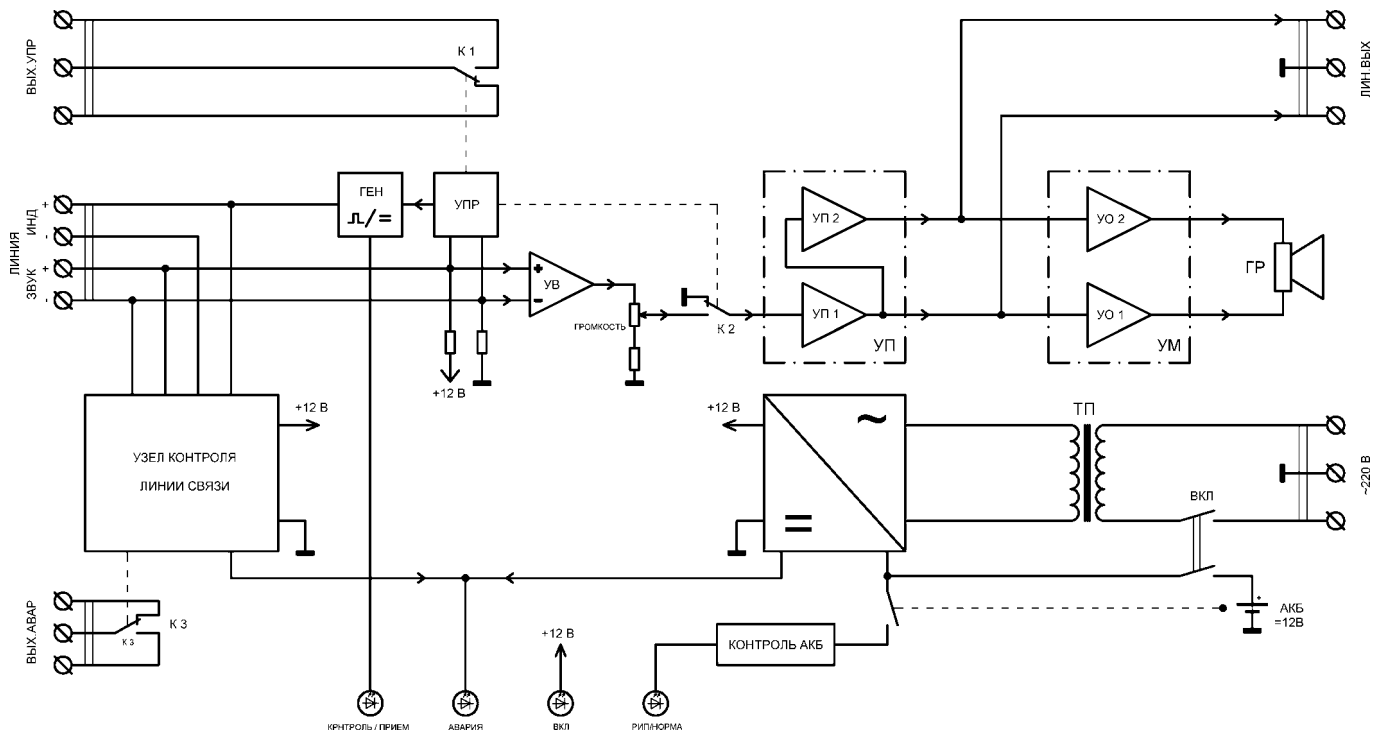 ВЫХ.УПР
К 1
ЛИН.ВЫХ
ЛИНИЯ
ИНД
+
-
ЗВУК
+
-
ГЕН
УПР
+
УВ
−
ГРОМКОСТЬ
К 2
+12 В
УП 2
УП 1
УП
УО 2
УО 1
УМ
ГР
УЗЕЛ КОНТРОЛЯ
ЛИНИИ СВЯЗИ
+12 В
+12 В
~
=
ТП
ВКЛ
~220 В
+
АКБ
=12В
ВЫХ.АВАР
К 3
К 3
КОНТРОЛЬ АКБ
+12 В
КРНТРОЛЬ / ПРИЕМ
АВАРИЯ
ВКЛ
РИП/НОРМА